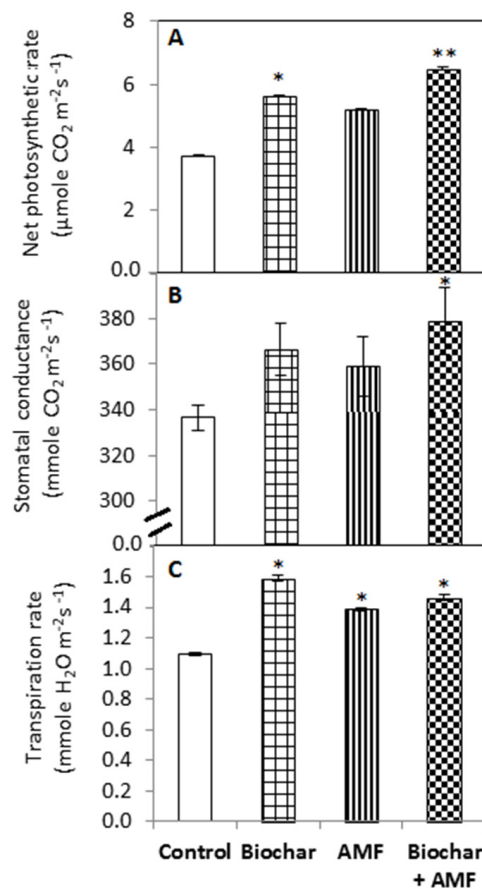 A
Net photosynthetic rate
(µmole CO₂ m⁻²s⁻¹)
8
6
4
2
0.0
*
**
B
Stomatal conductance
(mmole CO₂ m⁻²s⁻¹)
380
360
340
320
300
0.0
*
C
Transpiration rate
(mmole H₂O m⁻²s⁻¹)
1.6
1.4
1.2
1.0
0.8
0.6
0.4
0.2
0.0
*
*
*
Control Biochar AMF Biochar
+ AMF